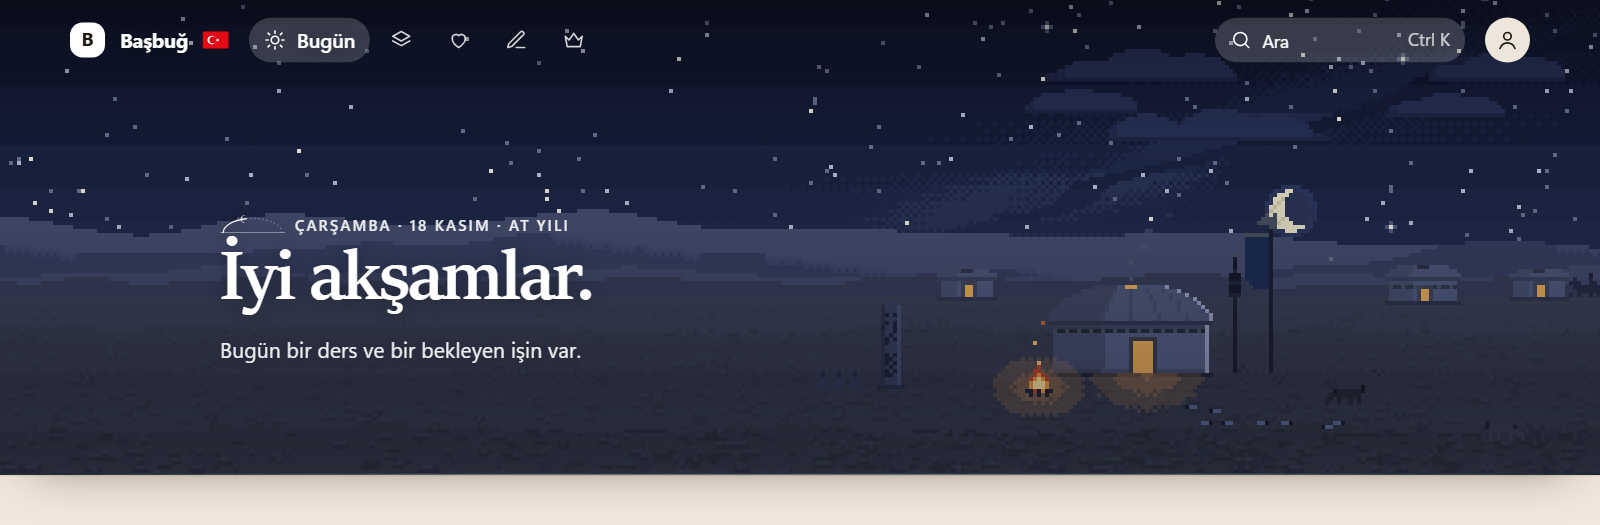 B Başbuğ Bugün Ara Ctrl K
ÇARŞAMBA · 18 KASIM · AT YILI
İyi akşamlar.
Bugün bir ders ve bir bekleyen işin var.